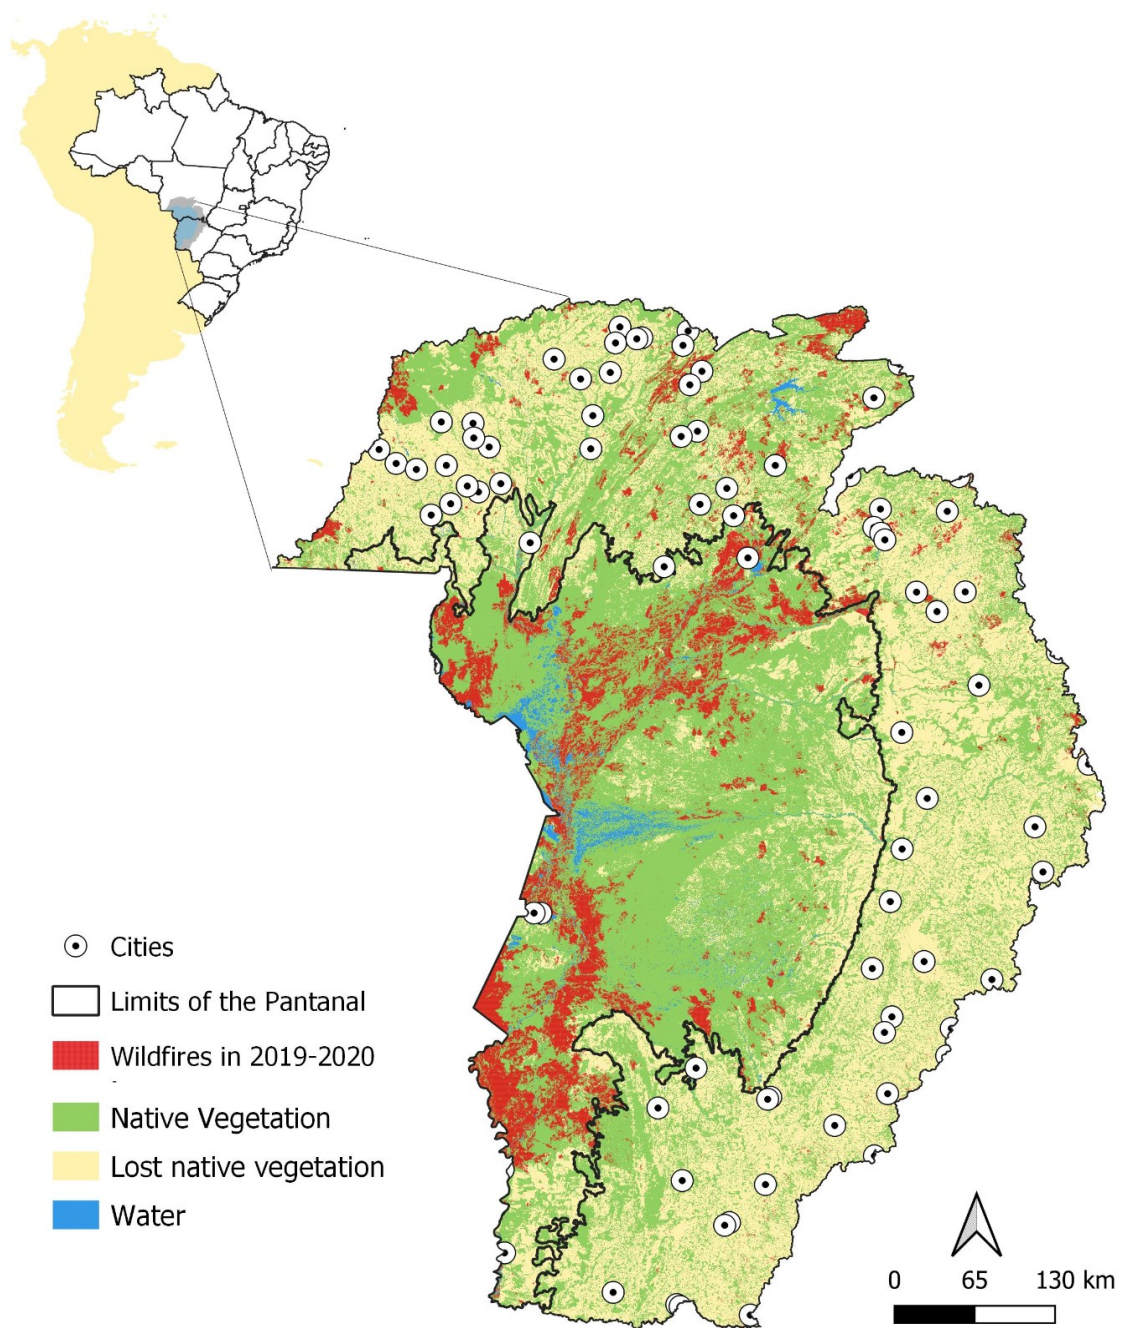 Cities
Limits of the Pantanal
Wildfires in 2019-2020
-
Native Vegetation
Lost native vegetation
Water
0 65 130 km